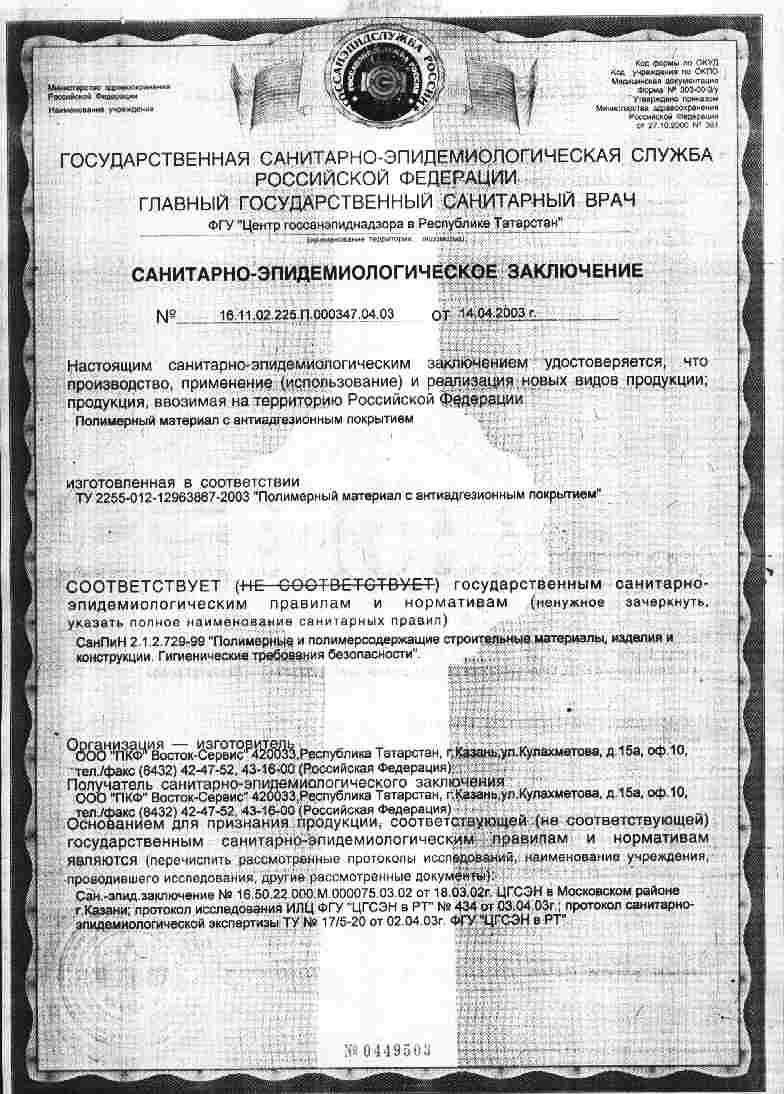 ГОССАНЭПИДСЛУЖБА РОССИИ
Министерство здравоохранения
Российской Федерации
Наименования учреждения
Код формы по ОКУД
Код учреждения по ОКПО
Медицинская документация
Форма № 303-00-3/у
Утверждено приказом
Министерства здравоохранения
Российской Федерации
от 27.10.2000 № 381
ГОСУДАРСТВЕННАЯ САНИТАРНО-ЭПИДЕМИОЛОГИЧЕСКАЯ СЛУЖБА
РОССИЙСКОЙ ФЕДЕРАЦИИ
ГЛАВНЫЙ ГОСУДАРСТВЕННЫЙ САНИТАРНЫЙ ВРАЧ
ФГУ "Центр госсанэпиднадзора в Республике Татарстан"
(наименование территории,
САНИТАРНО-ЭПИДЕМИОЛОГИЧЕСКОЕ ЗАКЛЮЧЕНИЕ
№ 16.11.02.225.П.000347.04.03 от 14.04.2003 г.
Настоящим санитарно-эпидемиологическим заключением удостоверяется, что
производство, применение (использование) и реализация новых видов продукции;
продукция, ввозимая на территорию Российской Федерации
Полимерный материал с антиадгезионным покрытием
изготовленная в соответствии
ТУ 2255-012-12963887-2003 "Полимерный материал с антиадгезионным покрытием"
СООТВЕТСТВУЕТ (НЕ СООТВЕТСТВУЕТ) государственным санитарно-
эпидемиологическим правилам и нормативам (ненужное зачеркнуть,
указать полное наименование санитарных правил)
СанПиН 2.1.2.729-99 "Полимерные и полимерсодержащие строительные материалы, изделия и
конструкции. Гигиенические требования безопасности".
Организация — изготовитель
ООО "ПКФ" Восток-Сервис" 420033,Республика Татарстан, г.Казань,ул.Кулахметова, д.15а, оф.10,
тел./факс (8432) 42-47-52, 43-16-00 (Российская Федерация)
Получатель санитарно-эпидемиологического заключения
ООО "ПКФ" Восток-Сервис" 420033,Республика Татарстан, г.Казань,ул.Кулахметова, д.15а, оф.10,
тел./факс (8432) 42-47-52, 43-16-00 (Российская Федерация)
Основанием для признания продукции, соответствующей (не соответствующей)
государственным санитарно-эпидемиологическим правилам и нормативам
являются (перечислить рассмотренные протоколы исследований, наименование учреждения,
проводившего исследования, другие рассмотренные документы):
Сан.-эпид.заключение № 16.50.22.000.М.000075.03.02 от 18.03.02г. ЦГСЭН в Московском районе
г.Казани; протокол исследования ИЛЦ ФГУ "ЦГСЭН в РТ" № 434 от 03.04.03г.; протокол санитарно-
эпидемиологической экспертизы ТУ № 17/5-20 от 02.04.03г. ФГУ "ЦГСЭН в РТ"
№ 0449503